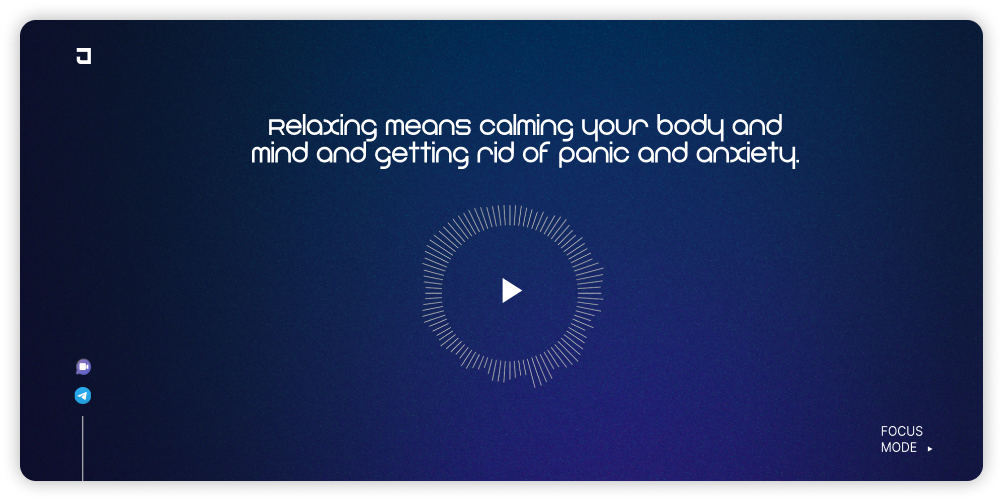 Relaxing means calming your body and
mind and getting rid of panic and anxiety.
FOCUS
MODE